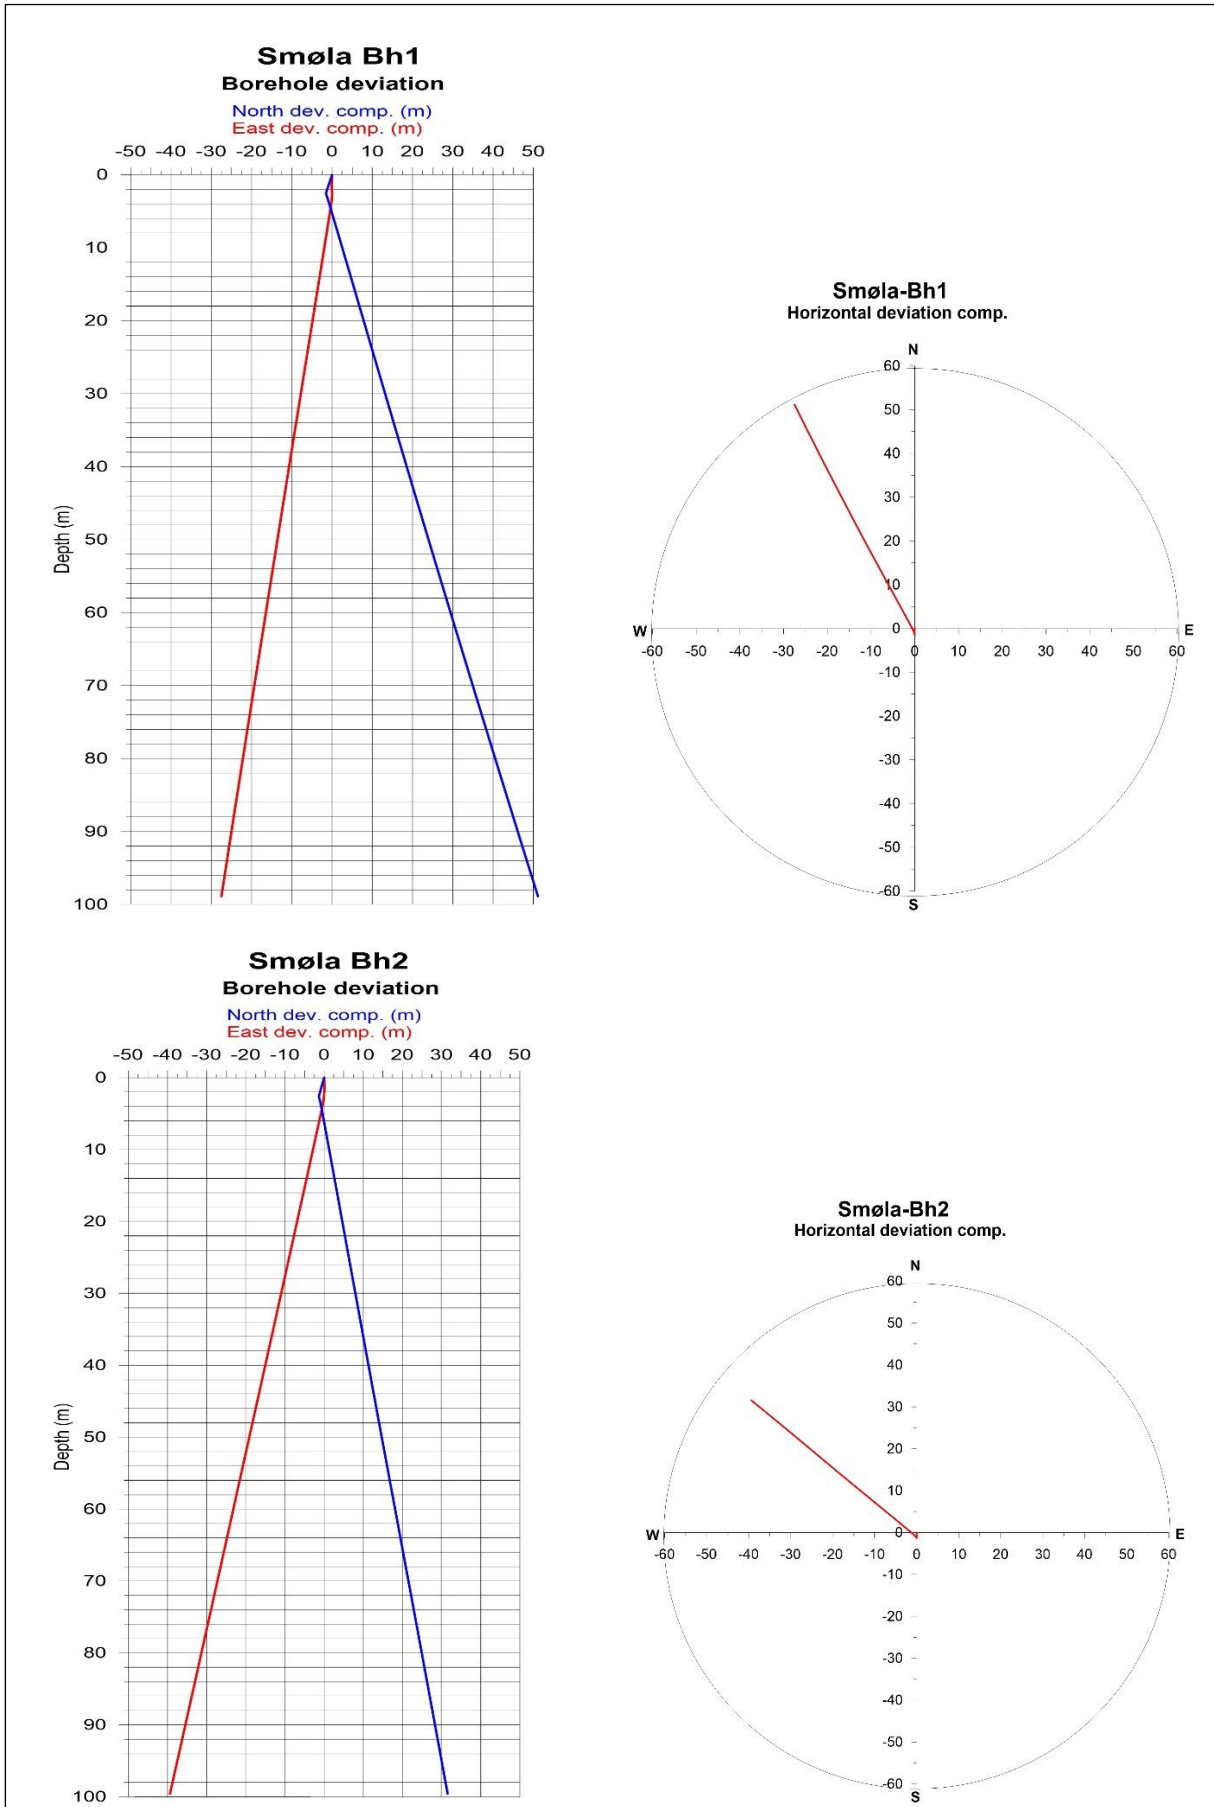 Smøla Bh1
Borehole deviation
North dev. comp. (m)
East dev. comp. (m)
-50 -40 -30 -20 -10 0 10 20 30 40 50
0
10
20
30
40
50
60
70
80
90
100
Depth (m)
Smøla-Bh1
Horizontal deviation comp.
N
60
50
40
30
20
10
0
W
E
-60 -50 -40 -30 -20 -10 0 10 20 30 40 50 60
-10
-20
-30
-40
-50
-60
S
Smøla Bh2
Borehole deviation
North dev. comp. (m)
East dev. comp. (m)
-50 -40 -30 -20 -10 0 10 20 30 40 50
0
10
20
30
40
50
60
70
80
90
100
Depth (m)
Smøla-Bh2
Horizontal deviation comp.
N
60
50
40
30
20
10
0
W
E
-60 -50 -40 -30 -20 -10 0 10 20 30 40 50 60
-10
-20
-30
-40
-50
-60
S